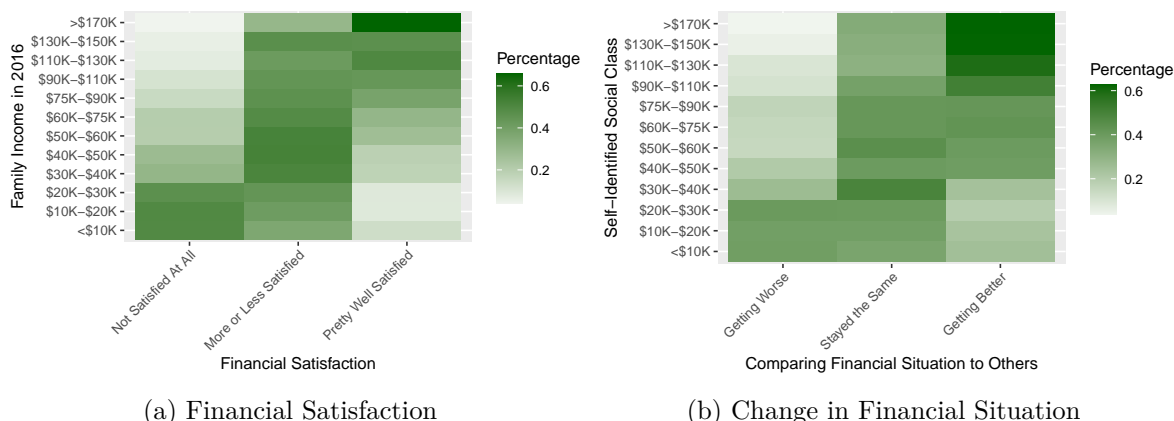 Family Income in 2016
>$170K
$130K–$150K
$110K–$130K
$90K–$110K
$75K–$90K
$60K–$75K
$50K–$60K
$40K–$50K
$30K–$40K
$20K–$30K
$10K–$20K
<$10K
Not Satisfied At All
More or Less Satisfied
Pretty Well Satisfied
Financial Satisfaction
Percentage
0.6
0.4
0.2
(a) Financial Satisfaction
Self–Identified Social Class
>$170K
$130K–$150K
$110K–$130K
$90K–$110K
$75K–$90K
$60K–$75K
$50K–$60K
$40K–$50K
$30K–$40K
$20K–$30K
$10K–$20K
<$10K
Getting Worse
Stayed the Same
Getting Better
Comparing Financial Situation to Others
Percentage
0.6
0.4
0.2
(b) Change in Financial Situation